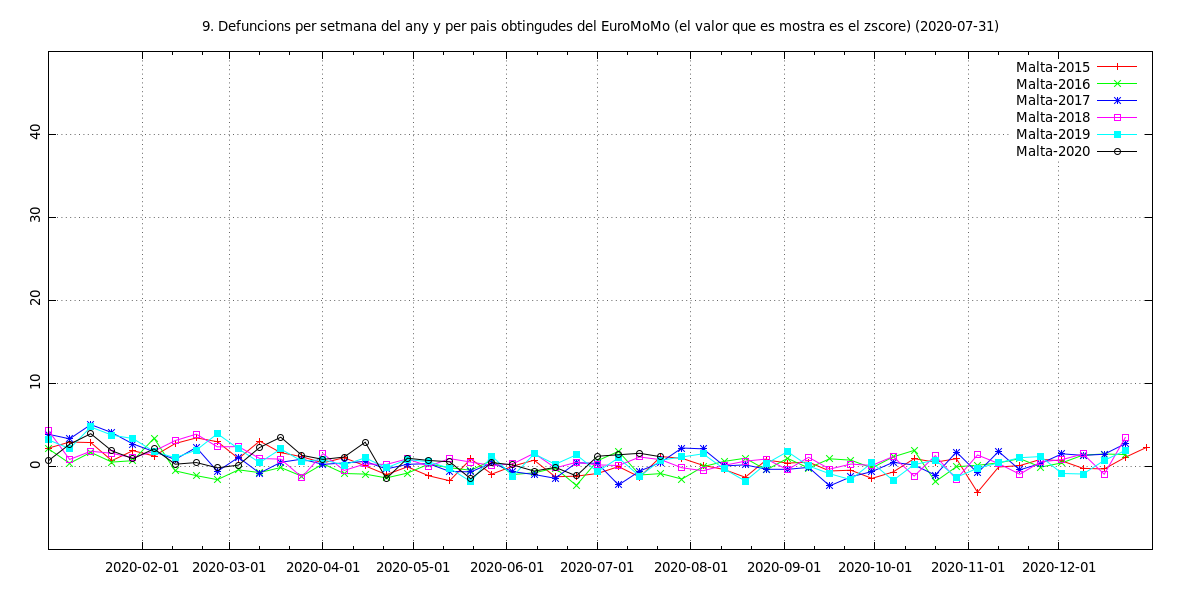 9. Defuncions per setmana del any y per pais obtingudes del EuroMoMo (el valor que es mostra es el zscore) (2020-07-31)
Malta-2015
Malta-2016
Malta-2017
Malta-2018
Malta-2019
Malta-2020
40
30
20
10
0
2020-02-01 2020-03-01 2020-04-01 2020-05-01 2020-06-01 2020-07-01 2020-08-01 2020-09-01 2020-10-01 2020-11-01 2020-12-01